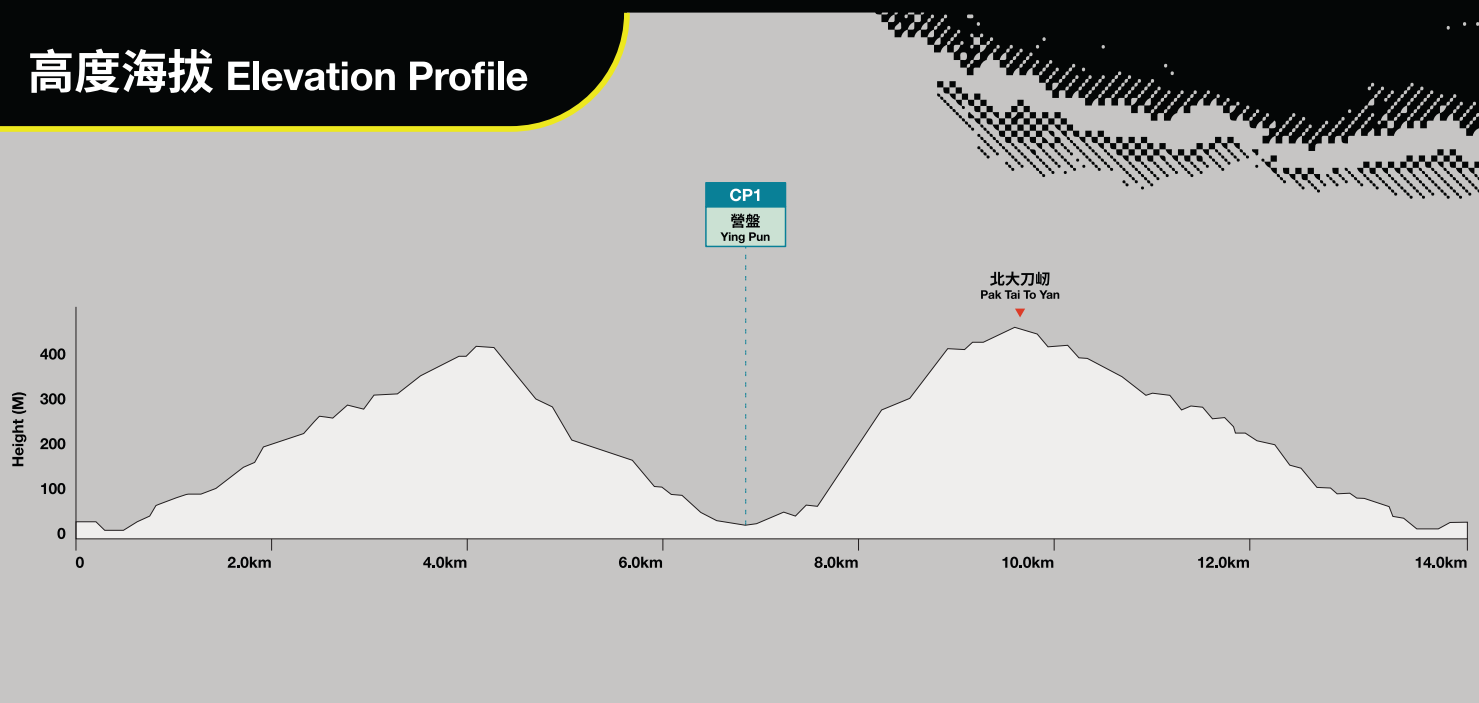 高度海拔 Elevation Profile
CP1
營盤
Ying Pun
北大刀屻
Pak Tai To Yan
Height (M)
400
300
200
100
0
0 2.0km 4.0km 6.0km 8.0km 10.0km 12.0km 14.0km